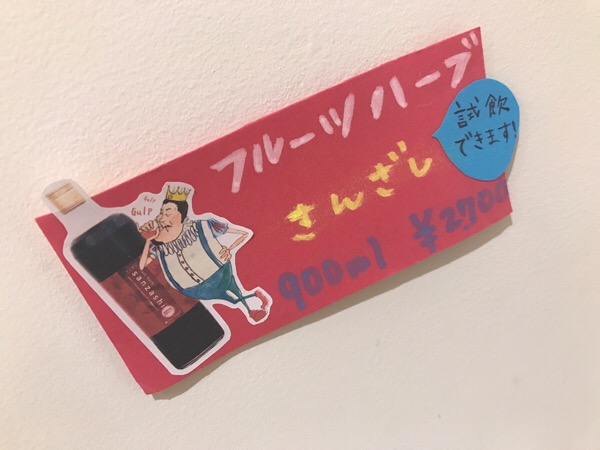 フルーツハーブ
さんざし
900ml ¥2700
試飲
できます!
Gulp
sanzashi